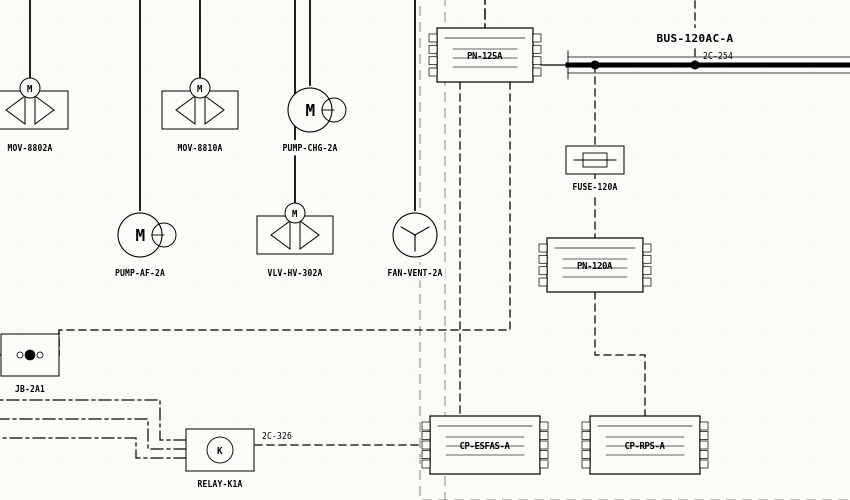 BUS-120AC-A
PN-125A
2C-254
M
M
M
MOV-8802A
MOV-8810A
PUMP-CHG-2A
FUSE-120A
M
M
PN-120A
PUMP-AF-2A
VLV-HV-302A
FAN-VENT-2A
JB-2A1
2C-326
K
CP-ESFAS-A
CP-RPS-A
RELAY-K1A